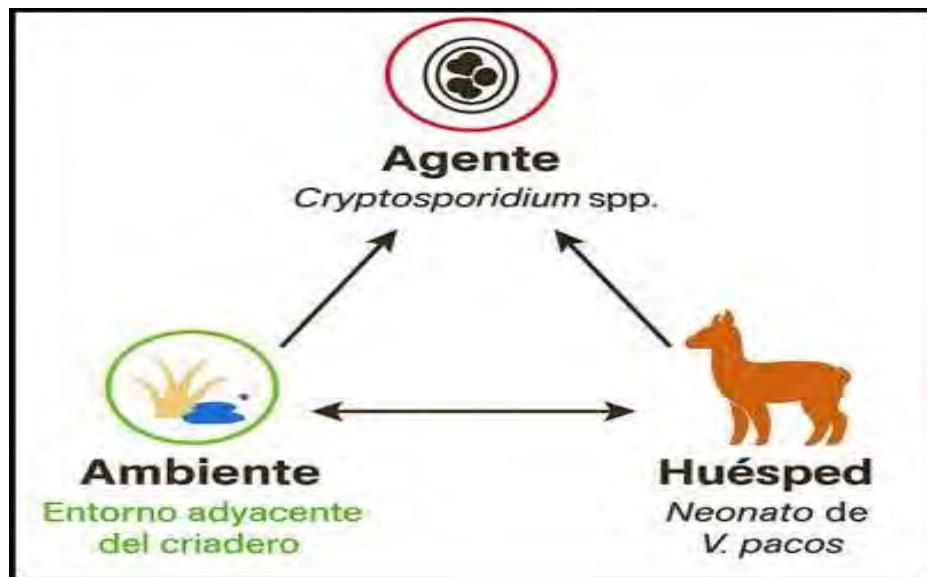 Agente
Cryptosporidium spp.
Ambiente
Entorno adyacente
del criadero
Huésped
Neonato de
V. pacos